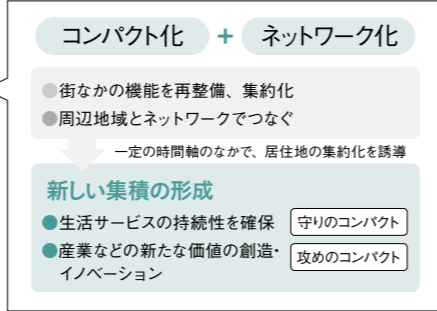 コンパクト化 + ネットワーク化
●街なかの機能を再整備、集約化
●周辺地域とネットワークでつなぐ
一定の時間軸のなかで、居住地の集約化を誘導
新しい集積の形成
●生活サービスの持続性を確保 守りのコンパクト
●産業などの新たな価値の創造・ 攻めのコンパクト
イノベーション